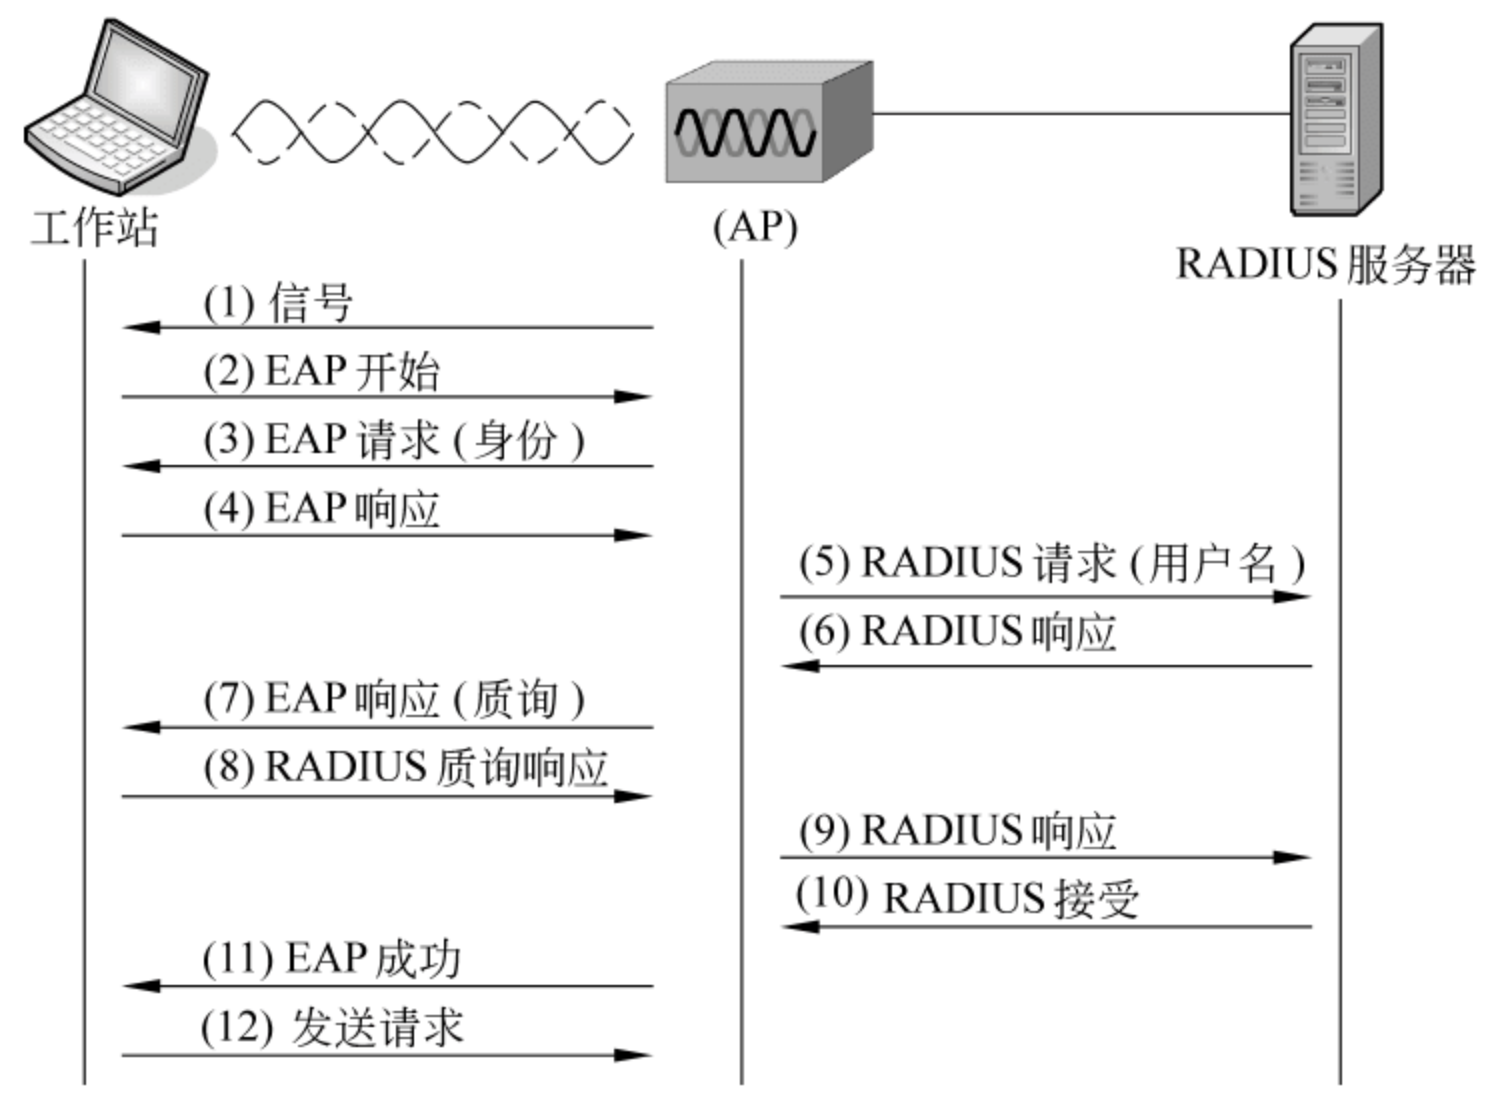 工作站
(AP)
RADIUS 服务器
(1) 信号
(2) EAP 开始
(3) EAP 请求 (身份)
(4) EAP 响应
(5) RADIUS 请求 (用户名)
(6) RADIUS 响应
(7) EAP 响应 (质询)
(8) RADIUS 质询响应
(9) RADIUS 响应
(10) RADIUS 接受
(11) EAP 成功
(12) 发送请求